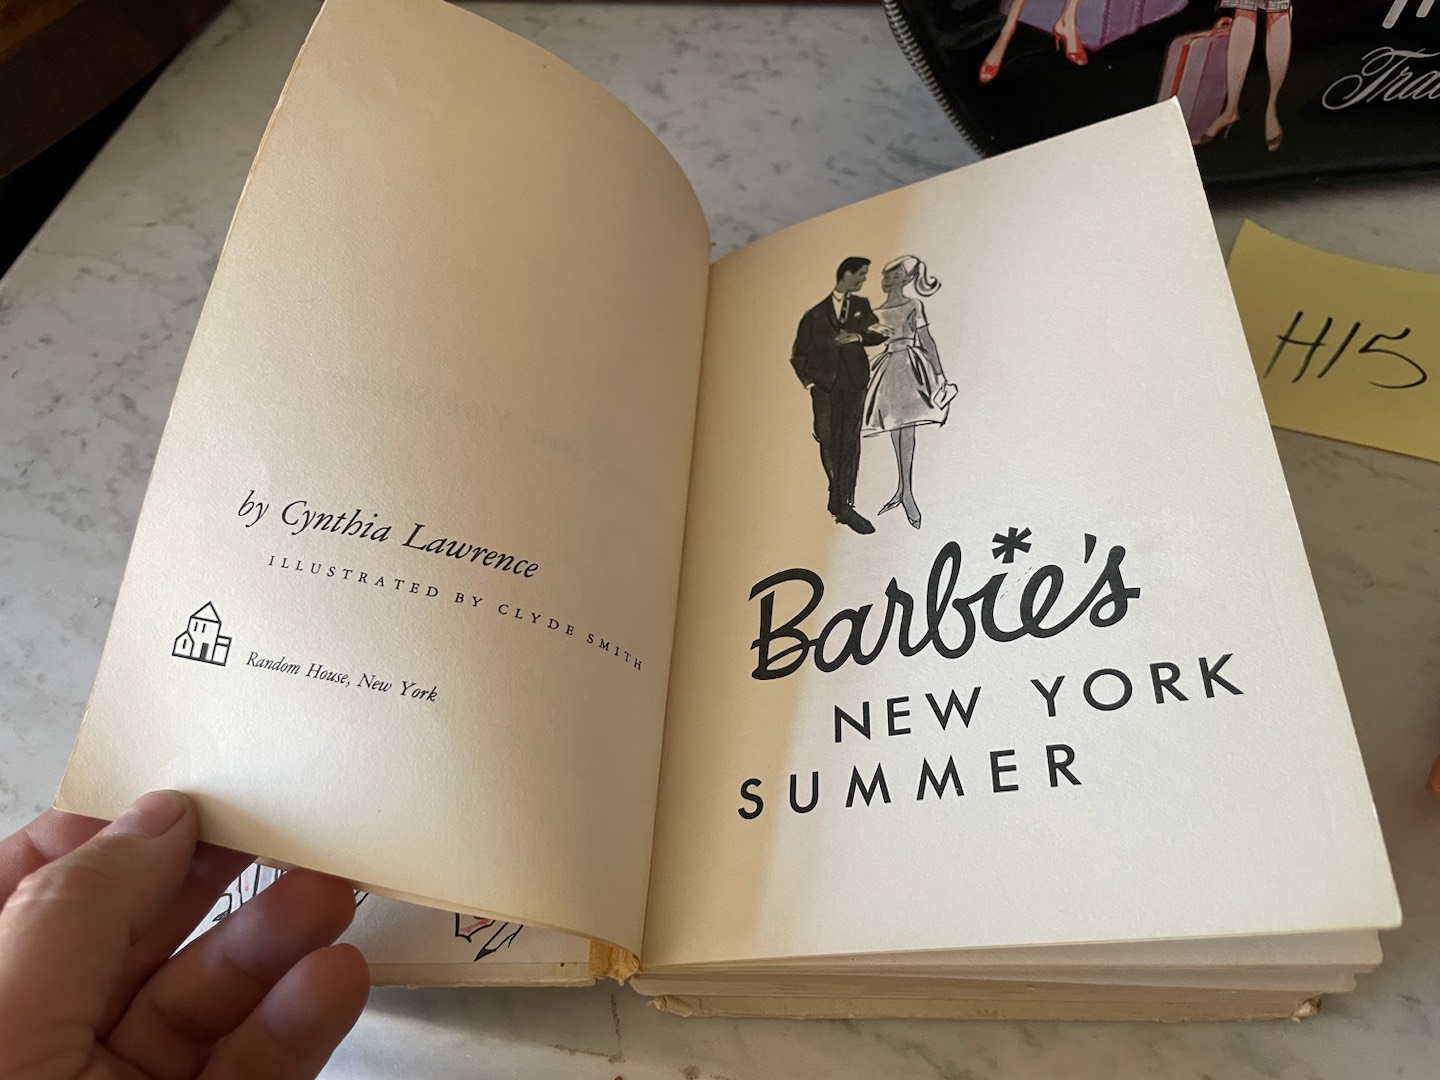 by Cynthia Lawrence
ILLUSTRATED BY CLYDE SMITH
Random House, New York
Barbie's*
NEW YORK
SUMMER
H15